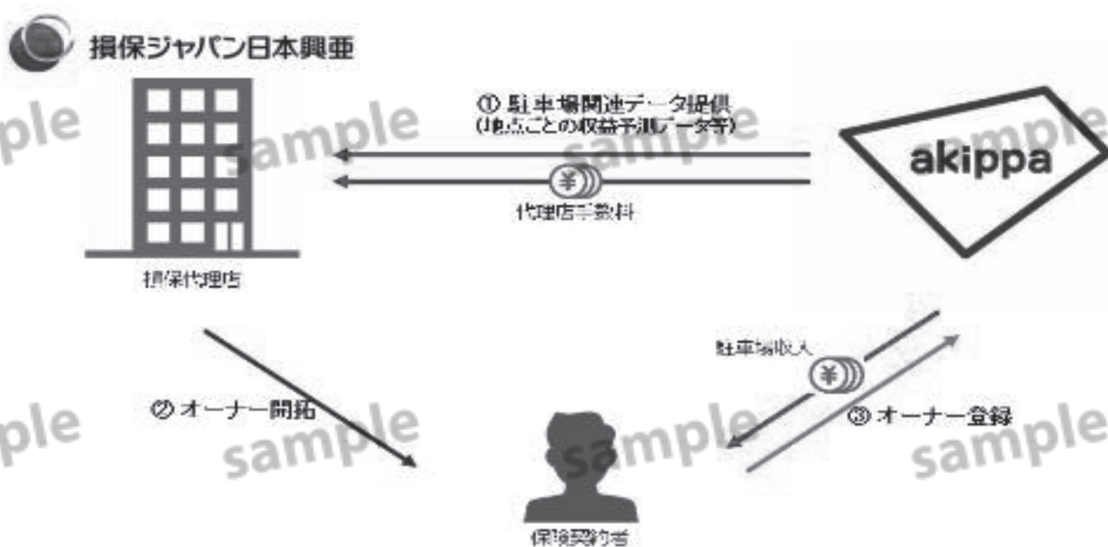 損保ジャパン日本興亜
① 駐車場関連データ提供
(地点ごとの収益予測データ等)
ple
sample
sample
sample
akippa
¥
代理店手数料
損保代理店
駐車場収入
¥
② オーナー開拓
③ オーナー登録
ple
sample
sample
sample
保険契約者